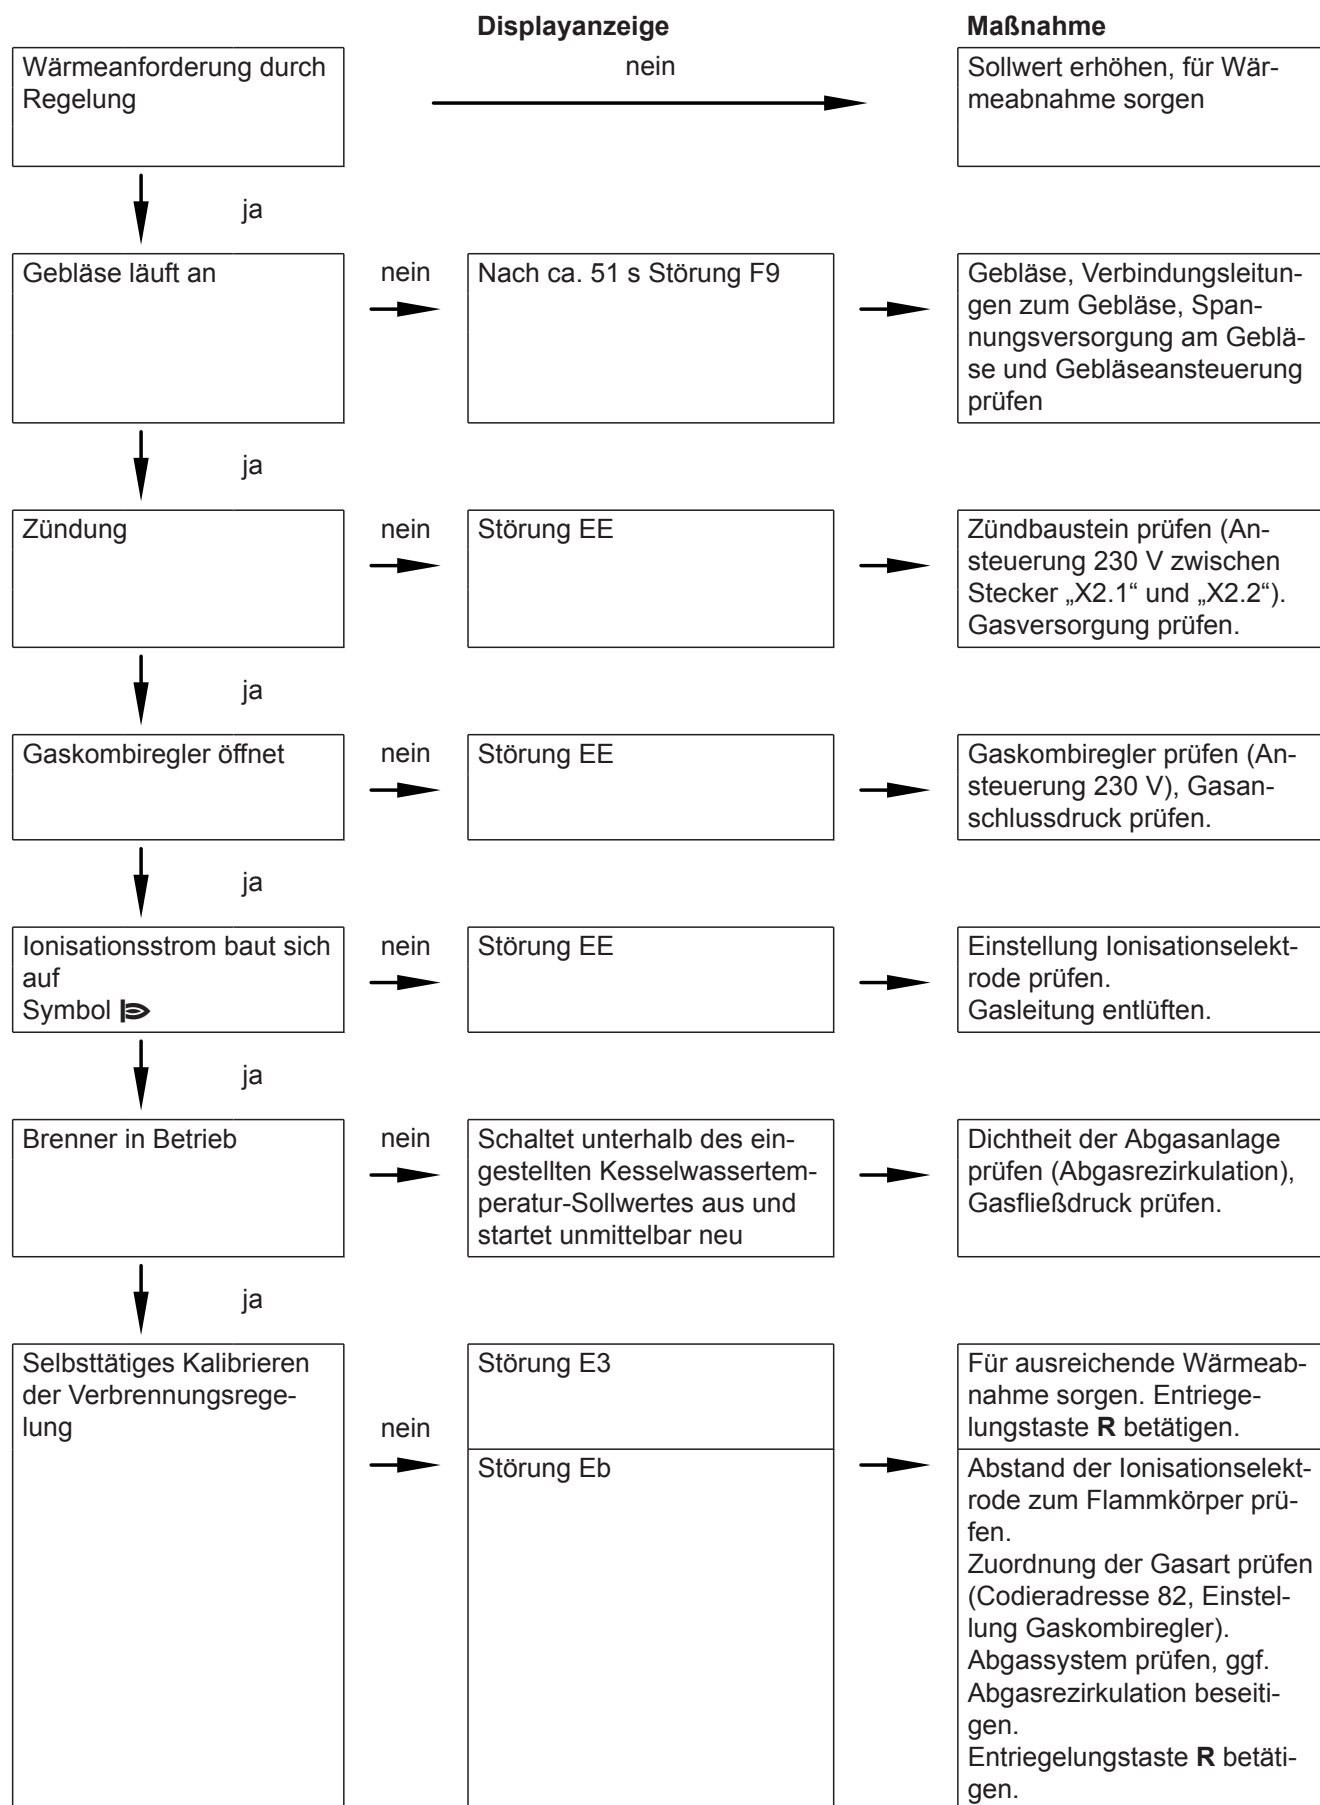 Displayanzeige
Maßnahme
Wärmeanforderung durch
Regelung
nein
Sollwert erhöhen, für Wär-
meabnahme sorgen
ja
Gebläse läuft an
nein
Nach ca. 51 s Störung F9
Gebläse, Verbindungsleitun-
gen zum Gebläse, Span-
nungsversorgung am Geblä-
se und Gebläseansteuerung
prüfen
ja
Zündung
nein
Störung EE
Zündbaustein prüfen (An-
steuerung 230 V zwischen
Stecker „X2.1“ und „X2.2“).
Gasversorgung prüfen.
ja
Gaskombiregler öffnet
nein
Störung EE
Gaskombiregler prüfen (An-
steuerung 230 V), Gasan-
schlussdruck prüfen.
ja
Ionisationsstrom baut sich
auf
Symbol
nein
Störung EE
Einstellung Ionisationselekt-
rode prüfen.
Gasleitung entlüften.
ja
Brenner in Betrieb
nein
Schaltet unterhalb des ein-
gestellten Kesselwassertem-
peratur-Sollwertes aus und
startet unmittelbar neu
Dichtheit der Abgasanlage
prüfen (Abgasrezirkulation),
Gasfließdruck prüfen.
ja
Selbsttätiges Kalibrieren
der Verbrennungsrege-
lung
nein
Störung E3
Für ausreichende Wärmeab-
nahme sorgen. Entriege-
lungstaste R betätigen.
Störung Eb
Abstand der Ionisationselekt-
rode zum Flammkörper prü-
fen.
Zuordnung der Gasart prüfen
(Codieradresse 82, Einstel-
lung Gaskombiregler).
Abgassystem prüfen, ggf.
Abgasrezirkulation beseiti-
gen.
Entriegelungstaste R betäti-
gen.